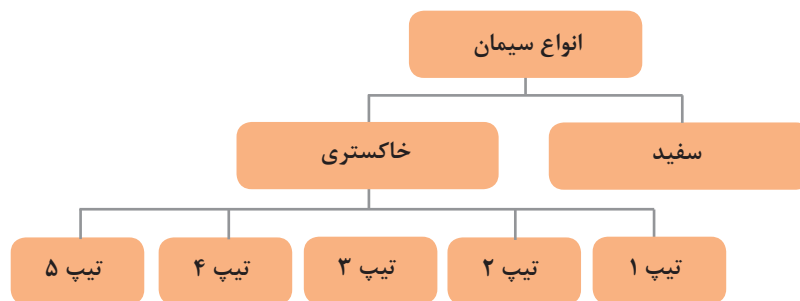 انواع سیمان
سفید
خاکستری
تیپ ۱
تیپ ۲
تیپ ۳
تیپ ۴
تیپ ۵